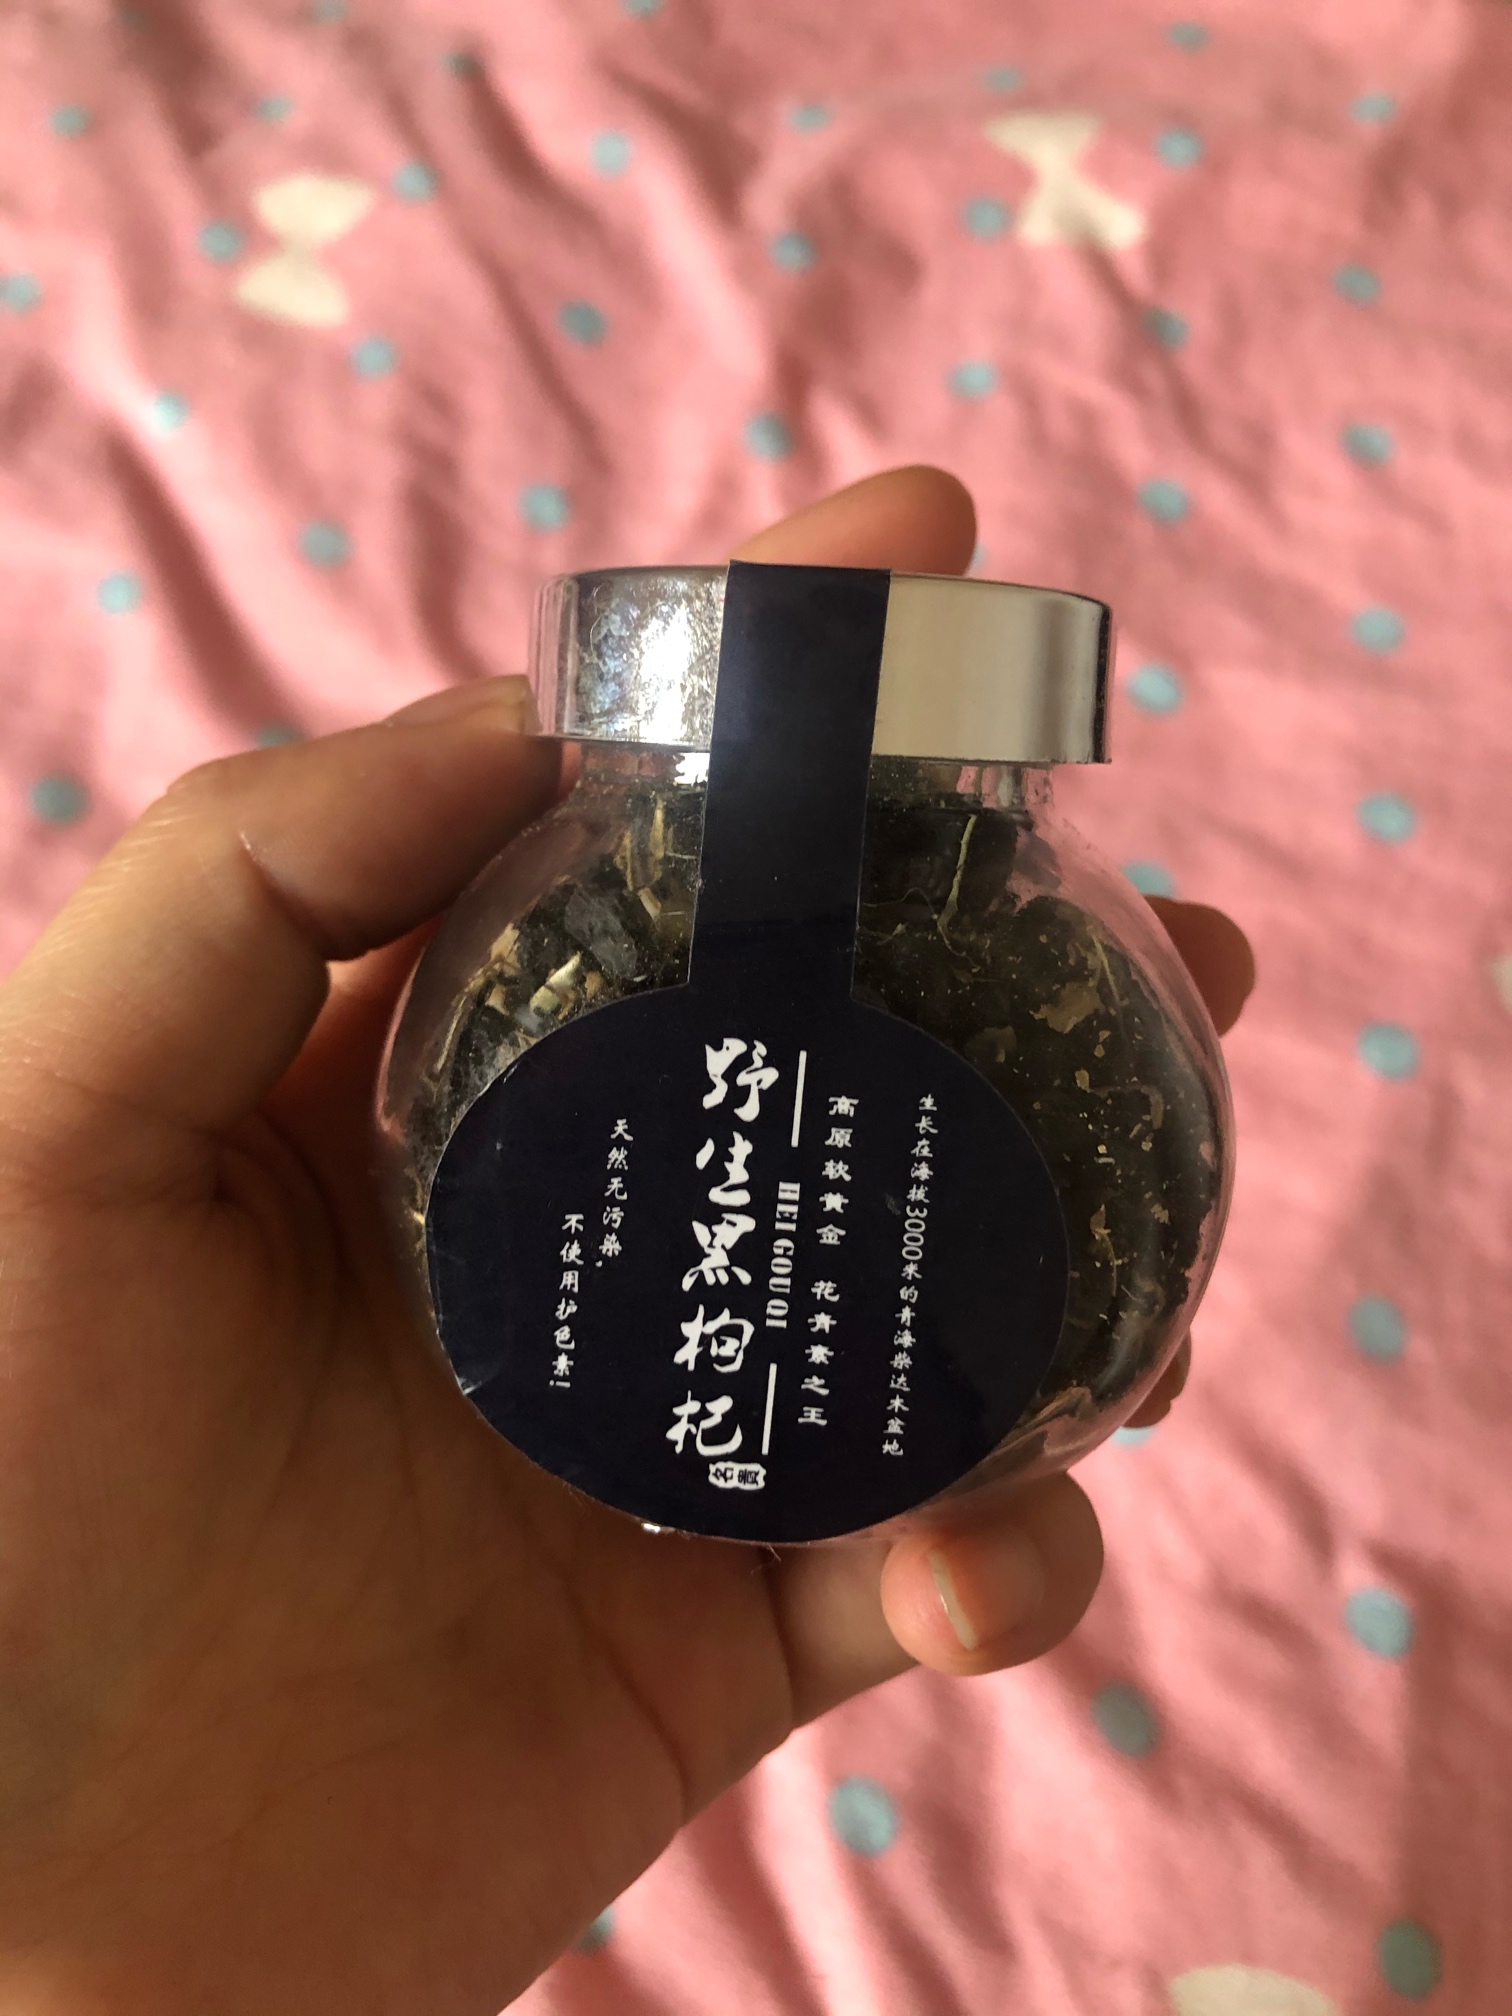 生长在海拔3000米的青海柴达木盆地
高原软黄金 花青素之王
HEI GOU QI
野生黑枸杞
名贵
天然无污染,
不使用护色素!